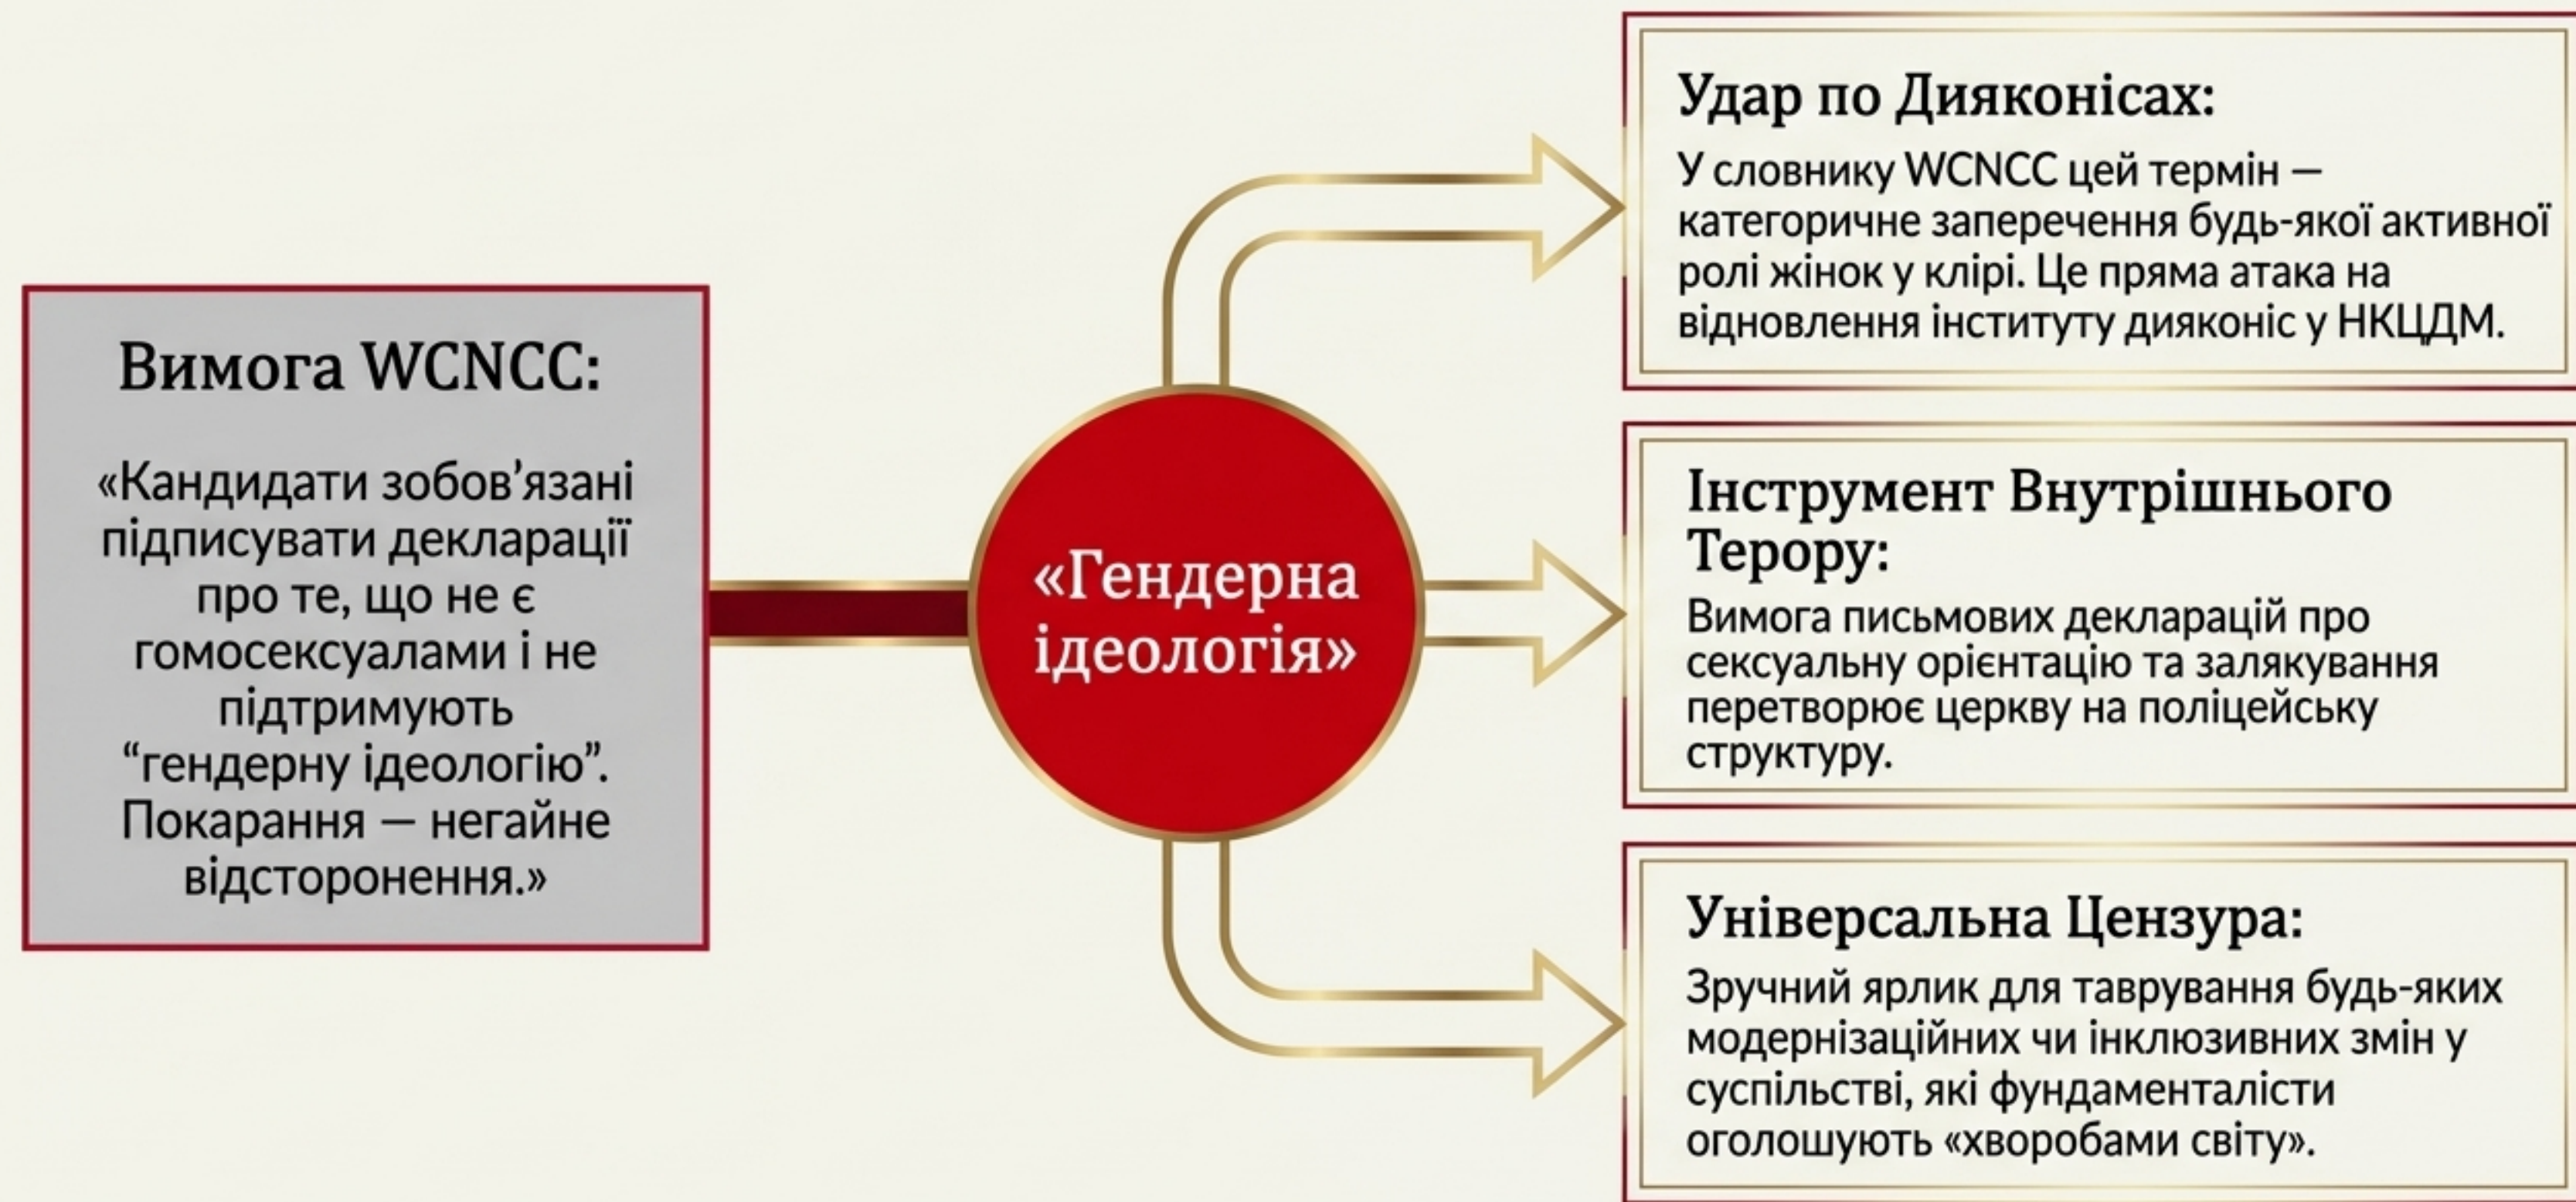 Вимога WCNCC:
«Кандидати зобов’язані
підписувати декларації
про те, що не є
гомосексуалами і не
підтримують
“гендерну ідеологію”.
Покарання — негайне
відсторонення.»
«Гендерна
ідеологія»
Удар по Дияконісах:
У словнику WCNCC цей термін —
категоричне заперечення будь-якої активної
ролі жінок у клірі. Це пряма атака на
відновлення інституту дияконіс у НКЦДМ.
Інструмент Внутрішнього
Терору:
Вимога письмових декларацій про
сексуальну орієнтацію та залякування
перетворює церкву на поліцейську
структуру.
Універсальна Цензура:
Зручний ярлик для таврування будь-яких
модернізаційних чи інклюзивних змін у
суспільстві, які фундаменталісти
оголошують «хворобами світу».